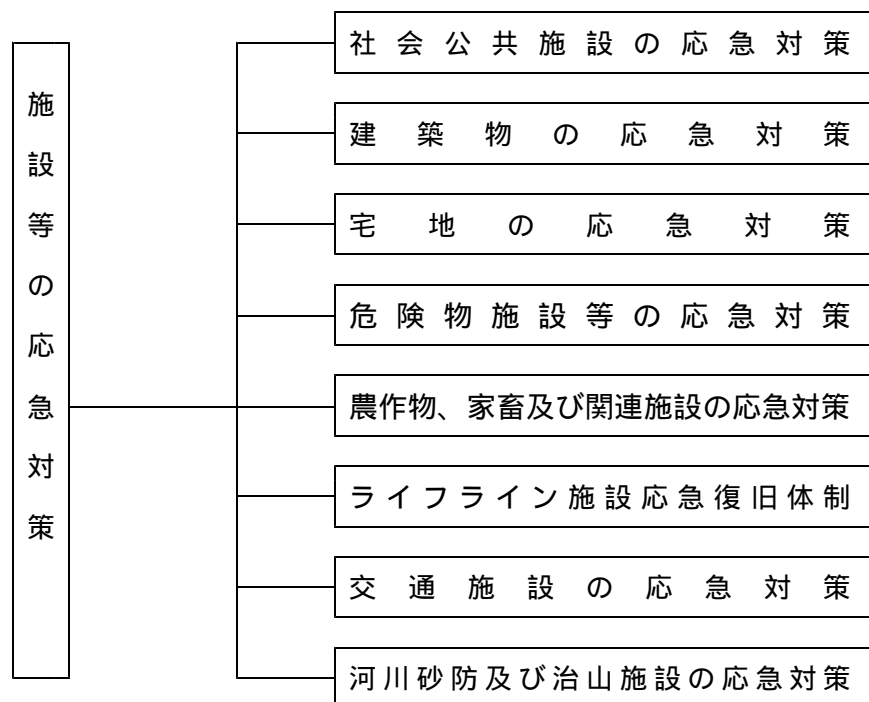 施設等の応急対策
社会公共施設の応急対策
建築物の応急対策
宅地の応急対策
危険物施設等の応急対策
農作物、家畜及び関連施設の応急対策
ライフライン施設応急復旧体制
交通施設の応急対策
河川砂防及び治山施設の応急対策